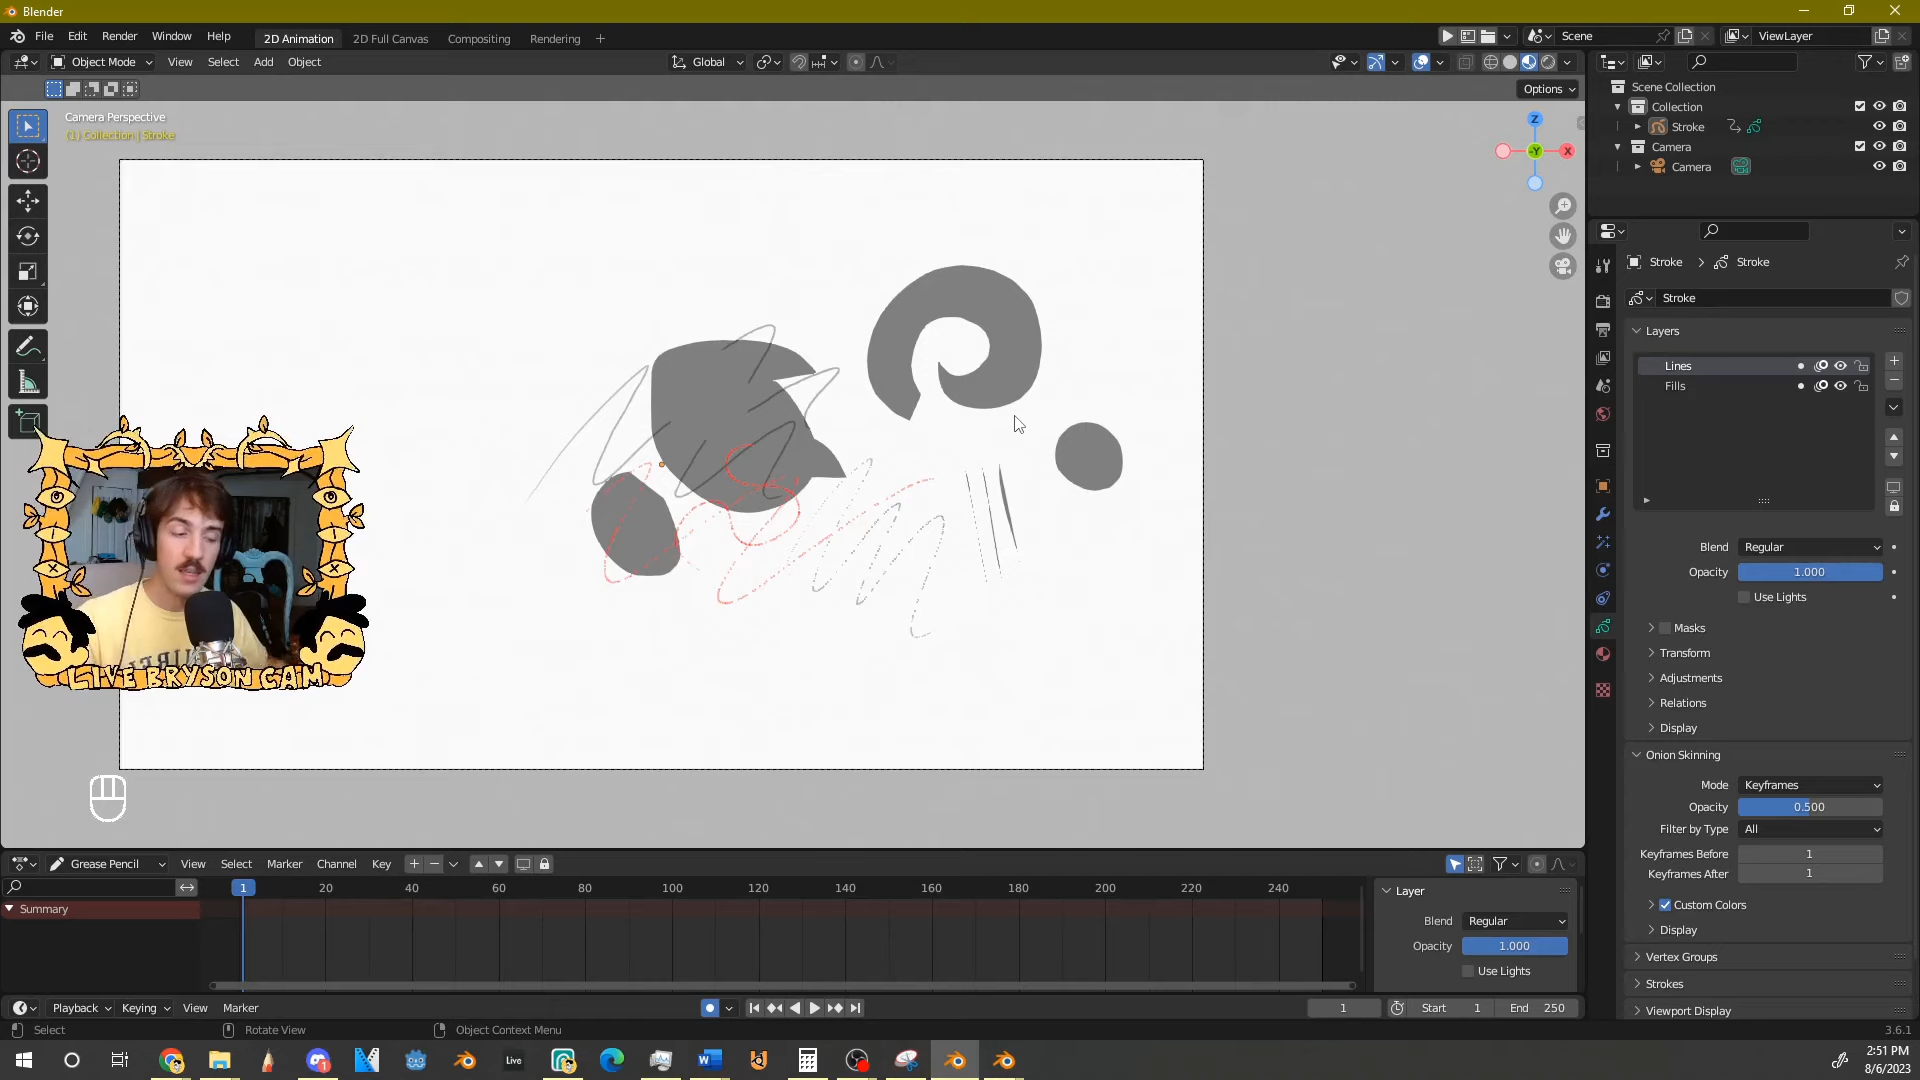 Blender
File Edit Render Window Help
2D Animation 2D Full Canvas Compositing Rendering +
Scene
ViewLayer
Object Mode View Select Add Object
Global
Options
Camera Perspective
(1) Collection | Stroke
Z
-Y
X
Scene Collection
Collection
Stroke
Camera
Camera
Stroke > Stroke
Stroke
Layers
Lines
Fills
Blend Regular
Opacity 1.000
Use Lights
Masks
Transform
Adjustments
Relations
Display
Onion Skinning
Mode Keyframes
Opacity 0.500
Filter by Type All
Keyframes Before 1
Keyframes After 1
Custom Colors
Display
Vertex Groups
Strokes
Viewport Display
LIVE BRYSON CAM
Grease Pencil View Select Marker Channel Key
1 20 40 60 80 100 120 140 160 180 200 220 240
Summary
Layer
Blend Regular
Opacity 1.000
Use Lights
Playback Keying View Marker
1 Start 1 End 250
Select Rotate View Object Context Menu
3.6.1
Live
2:51 PM
8/6/2023